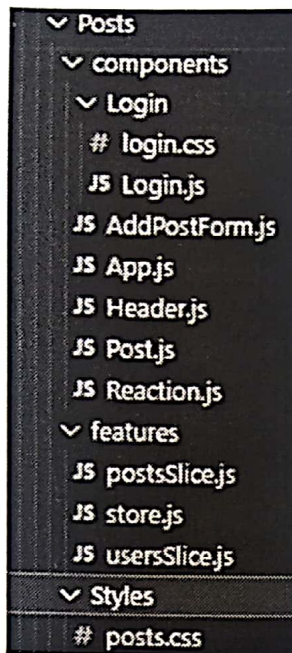 Posts
components
Login
# login.css
JS Login.js
JS AddPostForm.js
JS App.js
JS Header.js
JS Post.js
JS Reaction.js
features
JS postsSlice.js
JS store.js
JS usersSlice.js
Styles
# posts.css